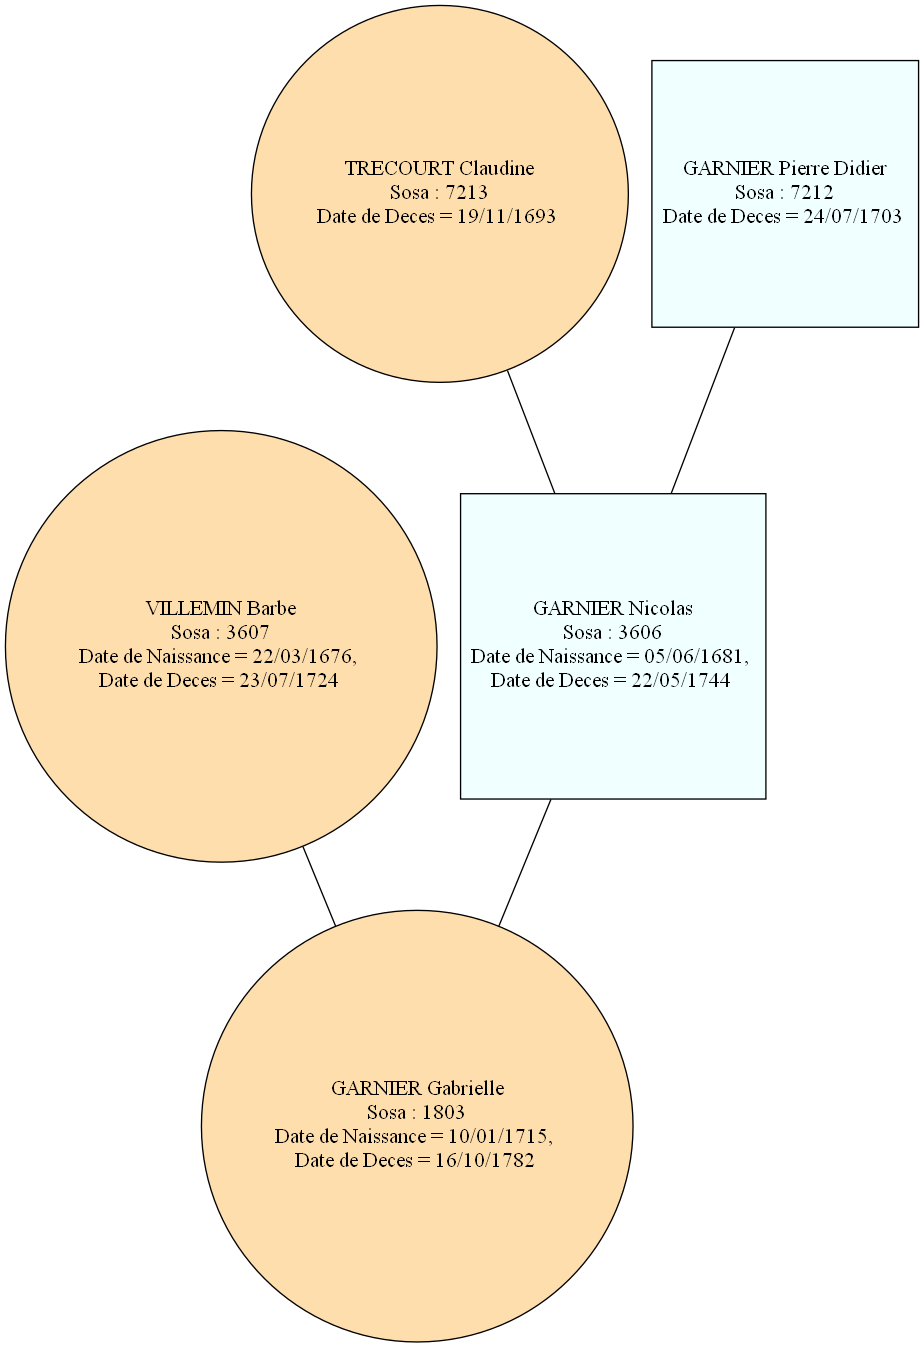 TRECOURT Claudine
Sosa : 7213
Date de Deces = 19/11/1693
GARNIER Pierre Didier
Sosa : 7212
Date de Deces = 24/07/1703
VILLEMIN Barbe
Sosa : 3607
Date de Naissance = 22/03/1676,
Date de Deces = 23/07/1724
GARNIER Nicolas
Sosa : 3606
Date de Naissance = 05/06/1681,
Date de Deces = 22/05/1744
GARNIER Gabrielle
Sosa : 1803
Date de Naissance = 10/01/1715,
Date de Deces = 16/10/1782